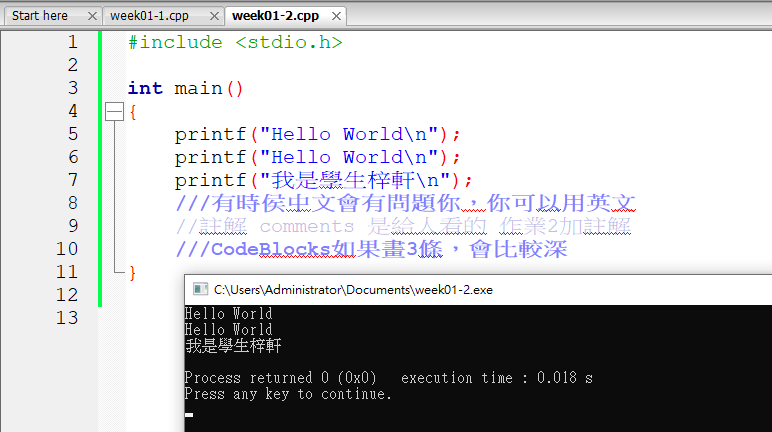 Start here
week01-1.cpp
week01-2.cpp
1 #include <stdio.h>
2
3 int main()
4 {
5 printf("Hello World\n");
6 printf("Hello World\n");
7 printf("我是學生梓軒\n");
8 ///有時侯中文會有問題你，你可以用英文
9 //註解 comments 是給人看的 作業2加註解
10 ///CodeBlocks如果畫3條，會比較深
11 }
12
13
C:\Users\Administrator\Documents\week01-2.exe
Hello World
Hello World
我是學生梓軒
Process returned 0 (0x0) execution time : 0.018 s
Press any key to continue.